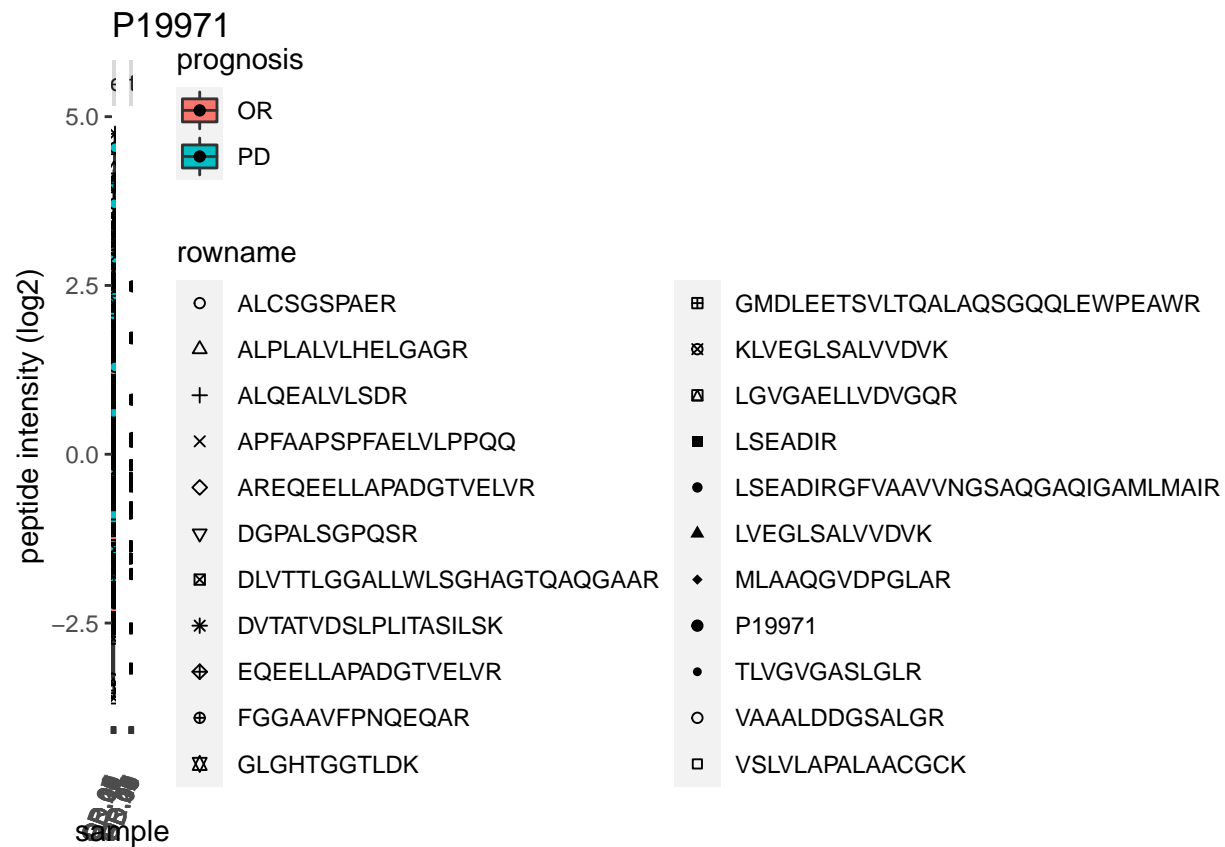 P19971
prognosis
OR
PD
5.0
2.5
0.0
−2.5
peptide intensity (log2)
sample
rowname
ALCSGSPAER
ALPLALVLHELGAGR
ALQEALVLSDR
APFAAPSPFAELVLPPQQ
AREQEELLAPADGTVELVR
DGPALSGPQSR
DLVTTLGGALLWLSGHAGTQAQGAAR
DVTATVDSLPLITASILSK
EQEELLAPADGTVELVR
FGGAAVFPNQEQAR
GLGHTGGTLDK
GMDLEETSVLTQALAQSGQQLEWPEAWR
KLVEGLSALVVDVK
LGVGAELLVDVGQR
LSEADIR
LSEADIRGFVAAVVNGSAQGAQIGAMLMAIR
LVEGLSALVVDVK
MLAAQGVDPGLAR
P19971
TLVGVGASLGLR
VAAALDDGSALGR
VSLVLAPALAACGCK